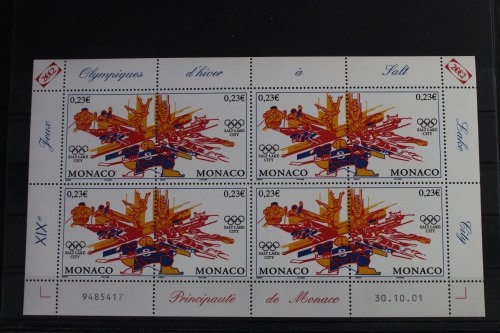 2002 Olympiques d'hiver à Salt 2002
Jeux
Lake
XIXe
City
0,23€ 0,23€ 0,23€ 0,23€
SALT LAKE CITY SALT LAKE CITY
MONACO MONACO MONACO MONACO
0,23€ 0,23€ 0,23€ 0,23€
SALT LAKE CITY SALT LAKE CITY
MONACO MONACO MONACO MONACO
9485417 Principauté de Monaco 30.10.01